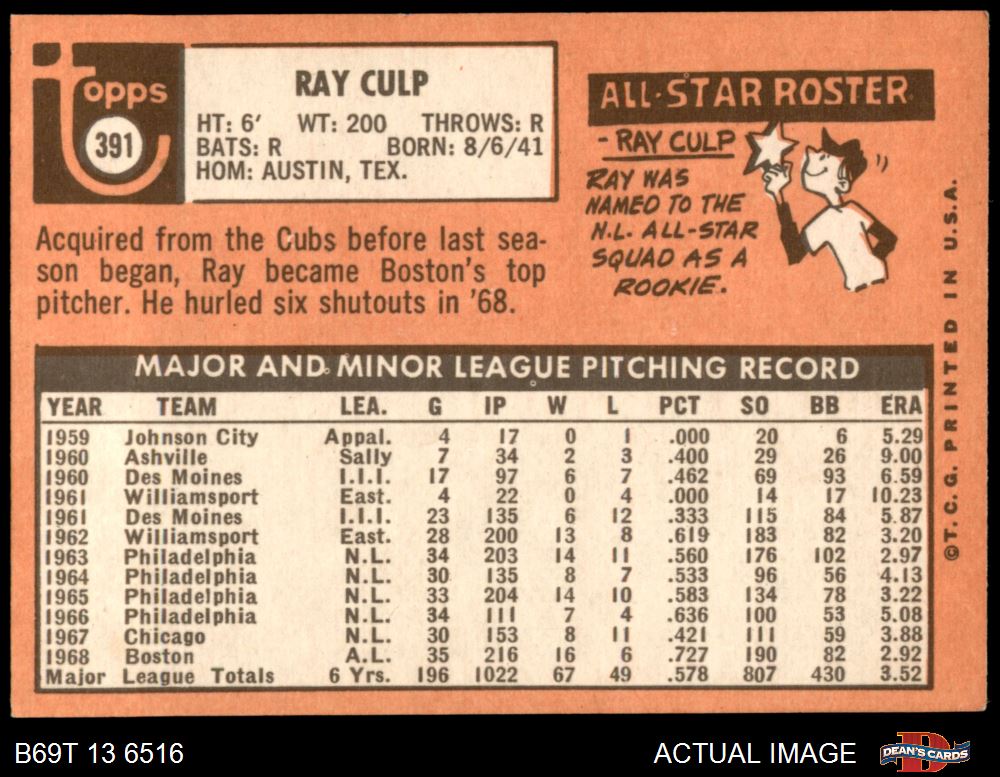 Topps
391
RAY CULP
HT: 6' WT: 200 THROWS: R
BATS: R BORN: 8/6/41
HOM: AUSTIN, TEX.
Acquired from the Cubs before last sea-
son began, Ray became Boston's top
pitcher. He hurled six shutouts in '68.
ALL-STAR ROSTER
- RAY CULP
RAY WAS
NAMED TO THE
N.L. ALL-STAR
SQUAD AS A
ROOKIE.
MAJOR AND MINOR LEAGUE PITCHING RECORD
YEAR TEAM LEA. G IP W L PCT SO BB ERA
1959 Johnson City Appal. 4 17 0 1 .000 20 6 5.29
1960 Ashville Sally 7 34 2 3 .400 29 26 9.00
1960 Des Moines I.I.I. 17 97 6 7 .462 69 93 6.59
1961 Williamsport East. 4 22 0 4 .000 14 17 10.23
1961 Des Moines I.I.I. 23 135 6 12 .333 115 84 5.87
1962 Williamsport East. 28 200 13 8 .619 183 82 3.20
1963 Philadelphia N.L. 34 203 14 11 .560 176 102 2.97
1964 Philadelphia N.L. 30 135 8 7 .533 96 56 4.13
1965 Philadelphia N.L. 33 204 14 10 .583 134 78 3.22
1966 Philadelphia N.L. 34 111 7 4 .636 100 53 5.08
1967 Chicago N.L. 30 153 8 11 .421 111 59 3.88
1968 Boston A.L. 35 216 16 6 .727 190 82 2.92
Major League Totals 6 Yrs. 196 1022 67 49 .578 807 430 3.52
©T.C.G. PRINTED IN U.S.A.
B69T 13 6516
ACTUAL IMAGE
D
DEAN'S CARDS